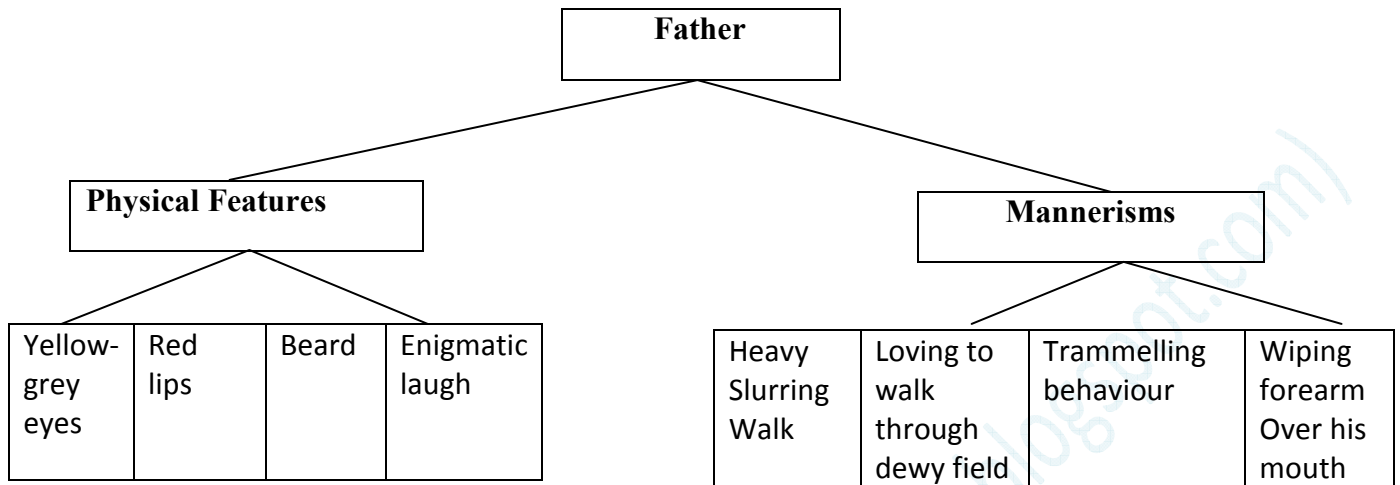 Father
Physical Features
Mannerisms
Yellow-
grey
eyes
Red
lips
Beard
Enigmatic
laugh
Heavy
Slurring
Walk
Loving to
walk
through
dewy field
Trammelling
behaviour
Wiping
forearm
Over his
mouth